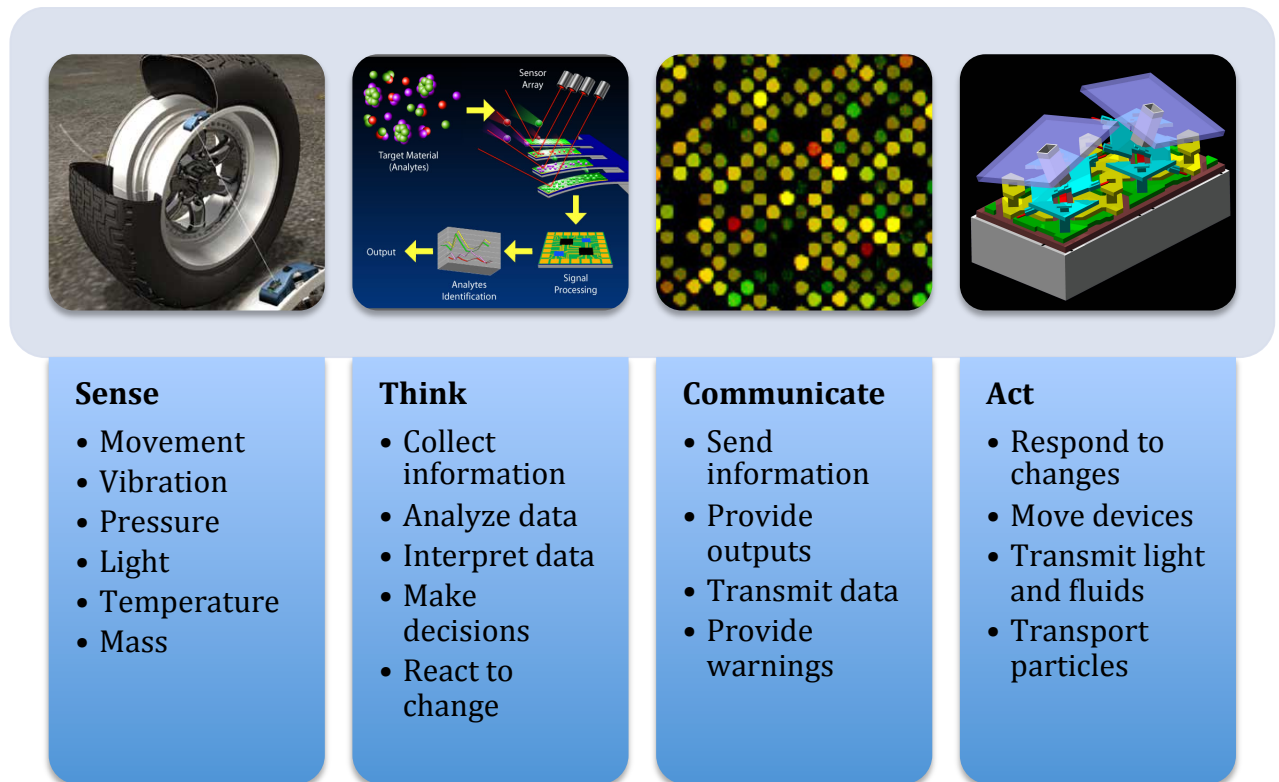 Sensor
Array
Target Material
(Analytes)
Output
Analytes
Identification
Signal
Processing
Sense
• Movement
• Vibration
• Pressure
• Light
• Temperature
• Mass
Think
• Collect
information
• Analyze data
• Interpret data
• Make
decisions
• React to
change
Communicate
• Send
information
• Provide
outputs
• Transmit data
• Provide
warnings
Act
• Respond to
changes
• Move devices
• Transmit light
and fluids
• Transport
particles